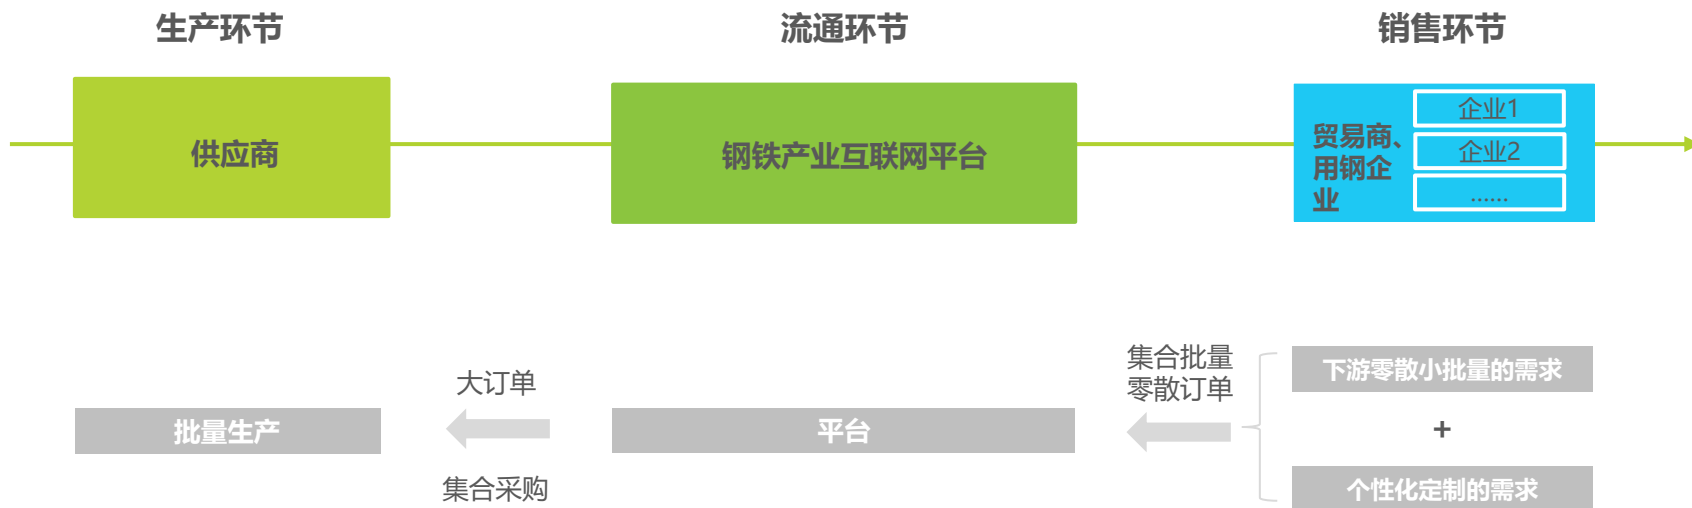 生产环节
流通环节
销售环节
供应商
钢铁产业互联网平台
贸易商、
用钢企
业
企业1
企业2
……
大订单
集合采购
集合批量
零散订单
批量生产
平台
下游零散小批量的需求
+
个性化定制的需求